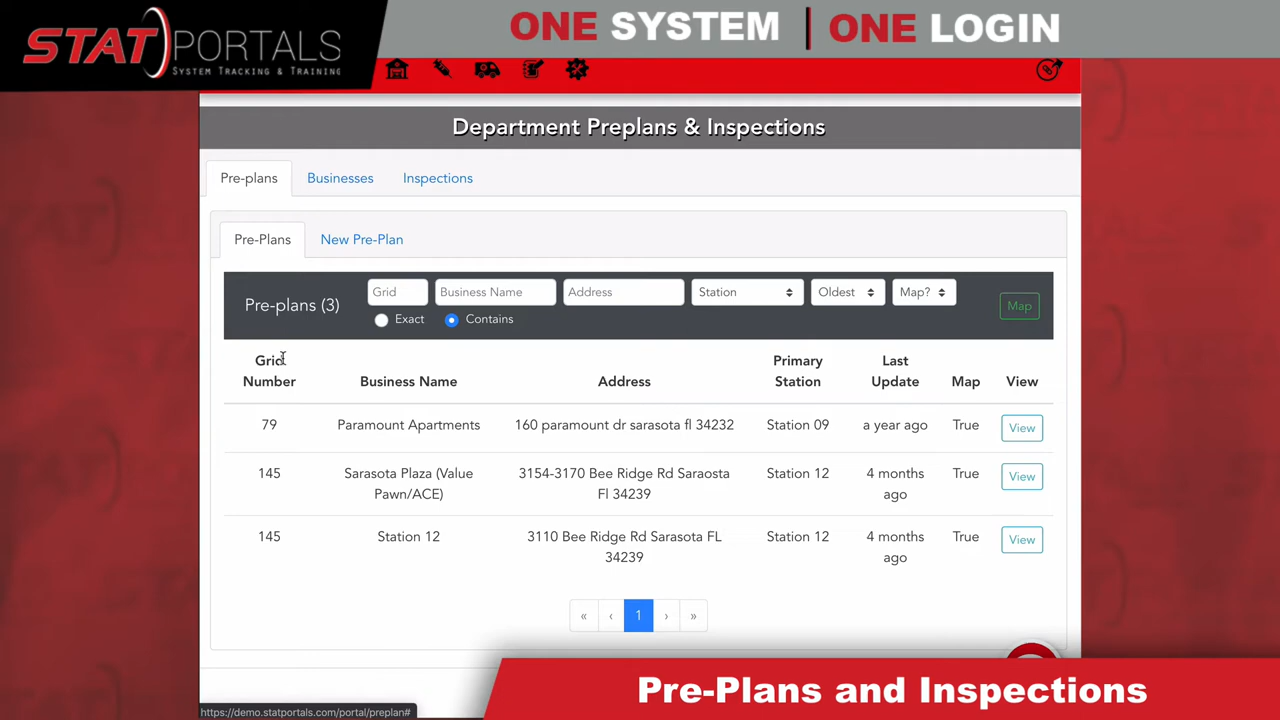 STAT PORTALS
SYSTEM TRACKING & TRAINING
ONE SYSTEM | ONE LOGIN
Department Preplans & Inspections
Pre-plans Businesses Inspections
Pre-Plans New Pre-Plan
Pre-plans (3) Grid Business Name Address Station Oldest Map? Map
Exact Contains
Grid Number Business Name Address Primary Station Last Update Map View
79 Paramount Apartments 160 paramount dr sarasota fl 34232 Station 09 a year ago True View
145 Sarasota Plaza (Value Pawn/ACE) 3154-3170 Bee Ridge Rd Saraosta Fl 34239 Station 12 4 months ago True View
145 Station 12 3110 Bee Ridge Rd Sarasota FL 34239 Station 12 4 months ago True View
« ‹ 1 › »
Pre-Plans and Inspections
https://demo.statportals.com/portal/preplan#